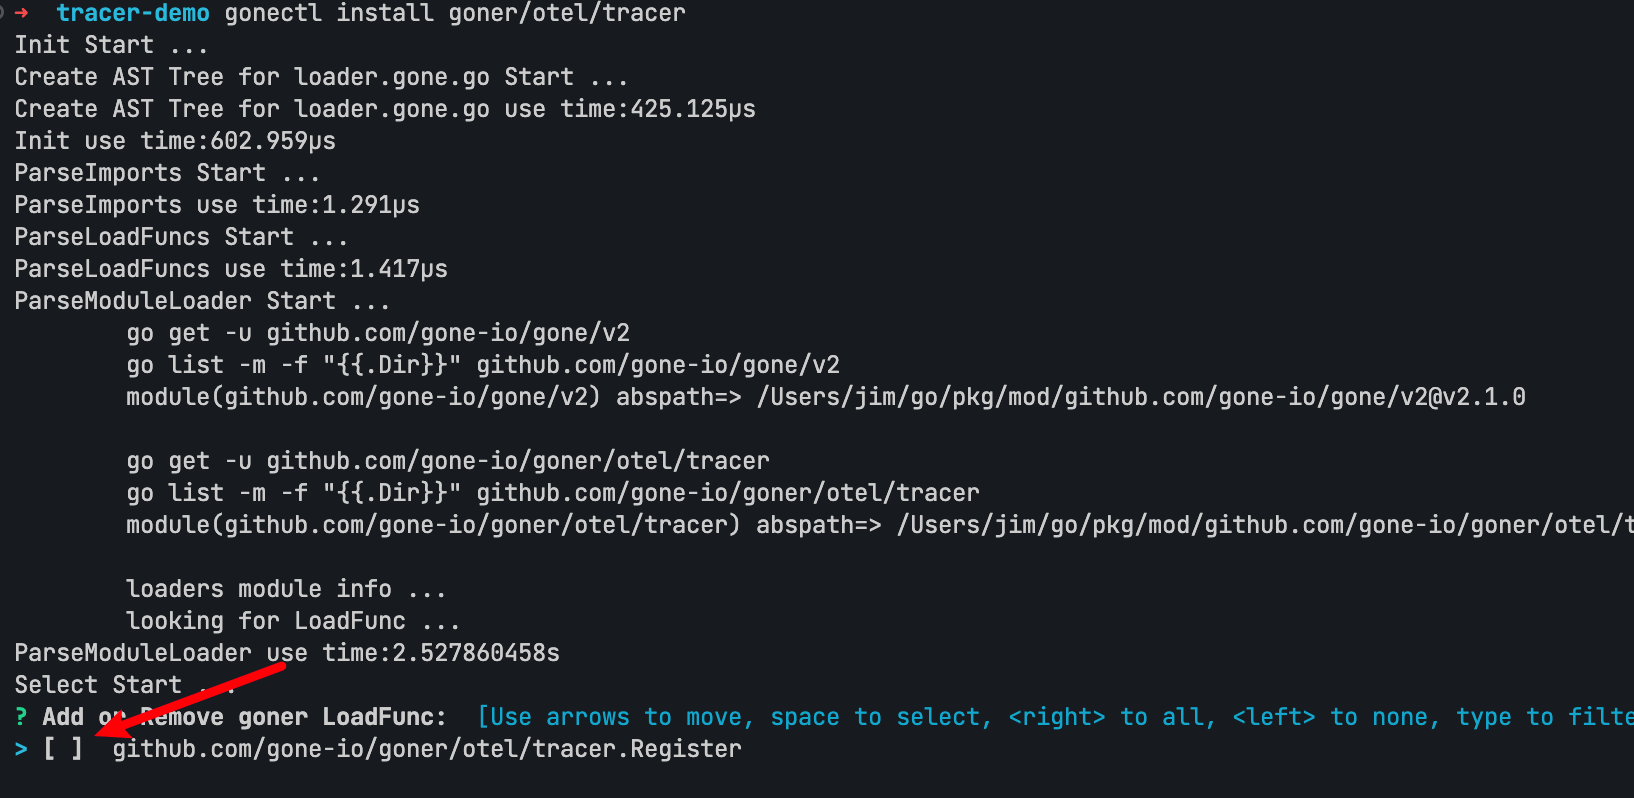 ➜ tracer-demo gonectl install goner/otel/tracer
Init Start ...
Create AST Tree for loader.gone.go Start ...
Create AST Tree for loader.gone.go use time:425.125µs
Init use time:602.959µs
ParseImports Start ...
ParseImports use time:1.291µs
ParseLoadFuncs Start ...
ParseLoadFuncs use time:1.417µs
ParseModuleLoader Start ...
go get -u github.com/gone-io/gone/v2
go list -m -f "{{.Dir}}" github.com/gone-io/gone/v2
module(github.com/gone-io/gone/v2) abspath=> /Users/jim/go/pkg/mod/github.com/gone-io/gone/v2@v2.1.0
go get -u github.com/gone-io/goner/otel/tracer
go list -m -f "{{.Dir}}" github.com/gone-io/goner/otel/tracer
module(github.com/gone-io/goner/otel/tracer) abspath=> /Users/jim/go/pkg/mod/github.com/gone-io/goner/otel/t
loaders module info ...
looking for LoadFunc ...
ParseModuleLoader use time:2.527860458s
Select Start ...
? Add or Remove goner LoadFunc: [Use arrows to move, space to select, <right> to all, <left> to none, type to filte
> [ ] github.com/gone-io/goner/otel/tracer.Register